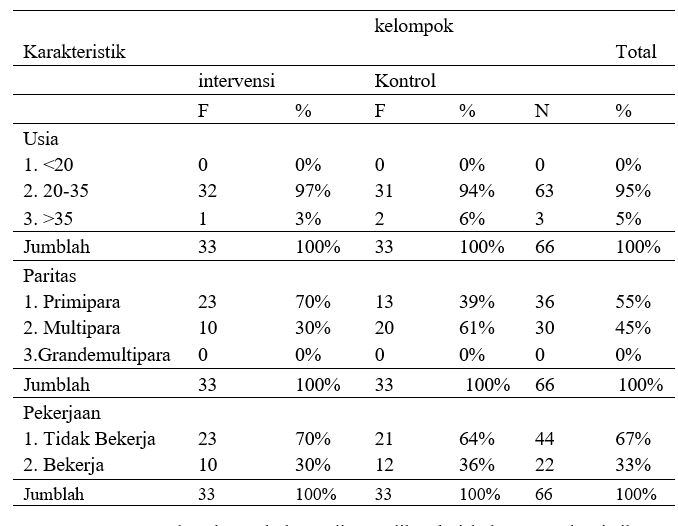 kelompok
Karakteristik Total
intervensi Kontrol
F % F % N %
Usia
1. <20 0 0% 0 0% 0 0%
2. 20-35 32 97% 31 94% 63 95%
3. >35 1 3% 2 6% 3 5%
Jumblah 33 100% 33 100% 66 100%
Paritas
1. Primipara 23 70% 13 39% 36 55%
2. Multipara 10 30% 20 61% 30 45%
3.Grandemultipara 0 0% 0 0% 0 0%
Jumblah 33 100% 33 100% 66 100%
Pekerjaan
1. Tidak Bekerja 23 70% 21 64% 44 67%
2. Bekerja 10 30% 12 36% 22 33%
Jumblah 33 100% 33 100% 66 100%